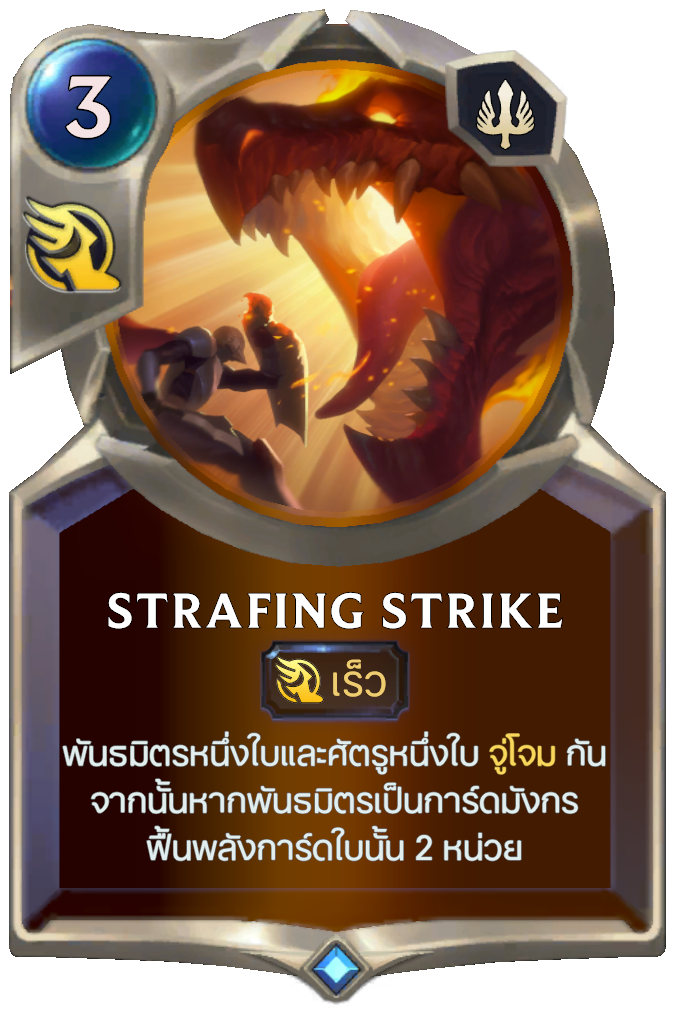 3
STRAFING STRIKE
เร็ว
พันธมิตรหนึ่งใบและศัตรูหนึ่งใบ จู่โจม กัน
จากนั้นหากพันธมิตรเป็นการ์ดมังกร
ฟื้นพลังการ์ดใบนั้น 2 หน่วย